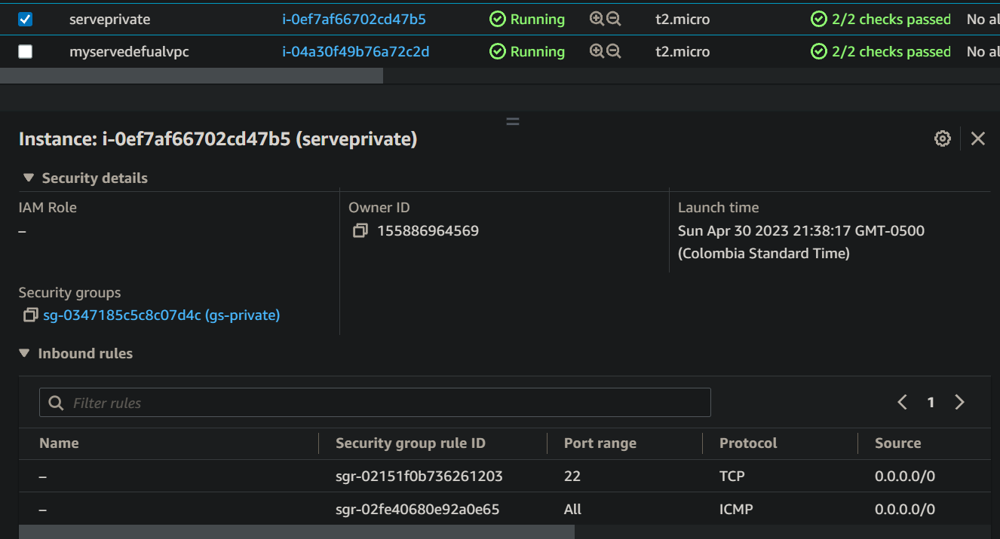 serveprivate i-0ef7af66702cd47b5 Running t2.micro 2/2 checks passed No al
myservedefualvpc i-04a30f49b76a72c2d Running t2.micro 2/2 checks passed No al
Instance: i-0ef7af66702cd47b5 (serveprivate)
Security details
IAM Role Owner ID Launch time
– 155886964569 Sun Apr 30 2023 21:38:17 GMT-0500
(Colombia Standard Time)
Security groups
sg-0347185c5c8c07d4c (gs-private)
Inbound rules
Filter rules 1
Name Security group rule ID Port range Protocol Source
– sgr-02151f0b736261203 22 TCP 0.0.0.0/0
– sgr-02fe40680e92a0e65 All ICMP 0.0.0.0/0